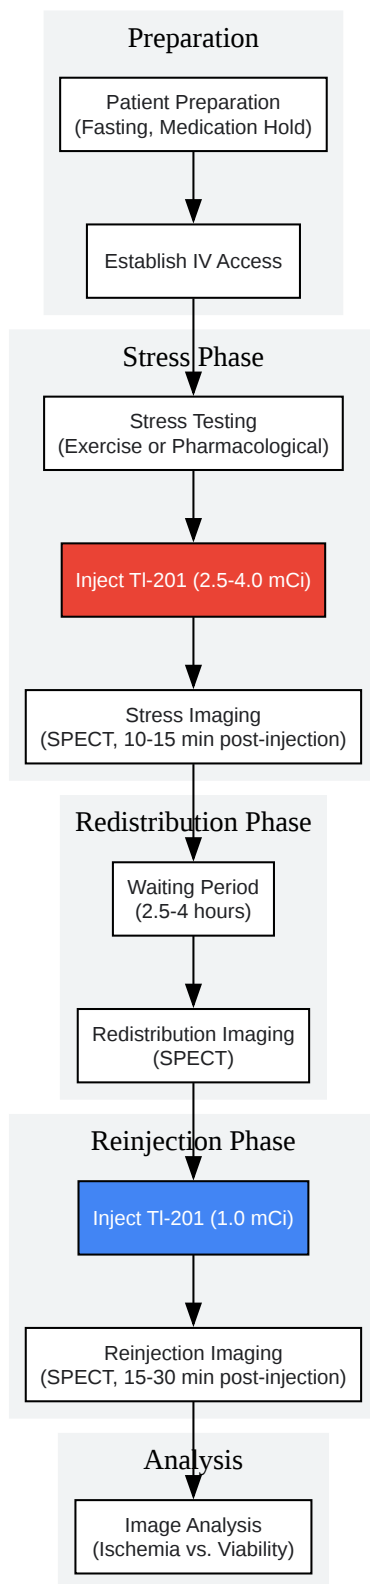 Preparation
Patient Preparation
(Fasting, Medication Hold)
Establish IV Access
Stress Phase
Stress Testing
(Exercise or Pharmacological)
Inject Tl-201 (2.5-4.0 mCi)
Stress Imaging
(SPECT, 10-15 min post-injection)
Redistribution Phase
Waiting Period
(2.5-4 hours)
Redistribution Imaging
(SPECT)
Reinjection Phase
Inject Tl-201 (1.0 mCi)
Reinjection Imaging
(SPECT, 15-30 min post-injection)
Analysis
Image Analysis
(Ischemia vs. Viability)